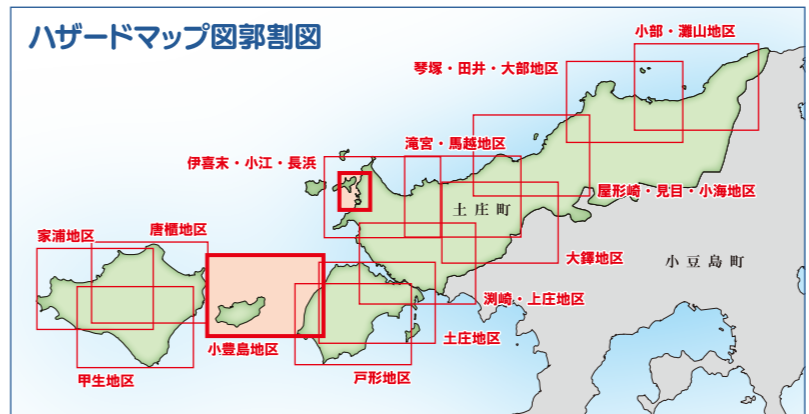 ハザードマップ図郭割図
小部・灘山地区
琴塚・田井・大部地区
滝宮・馬越地区
伊喜末・小江・長浜
屋形崎・見目・小海地区
土庄町
大鐸地区
小豆島町
唐櫃地区
家浦地区
渕崎・上庄地区
土庄地区
小豊島地区
戸形地区
甲生地区